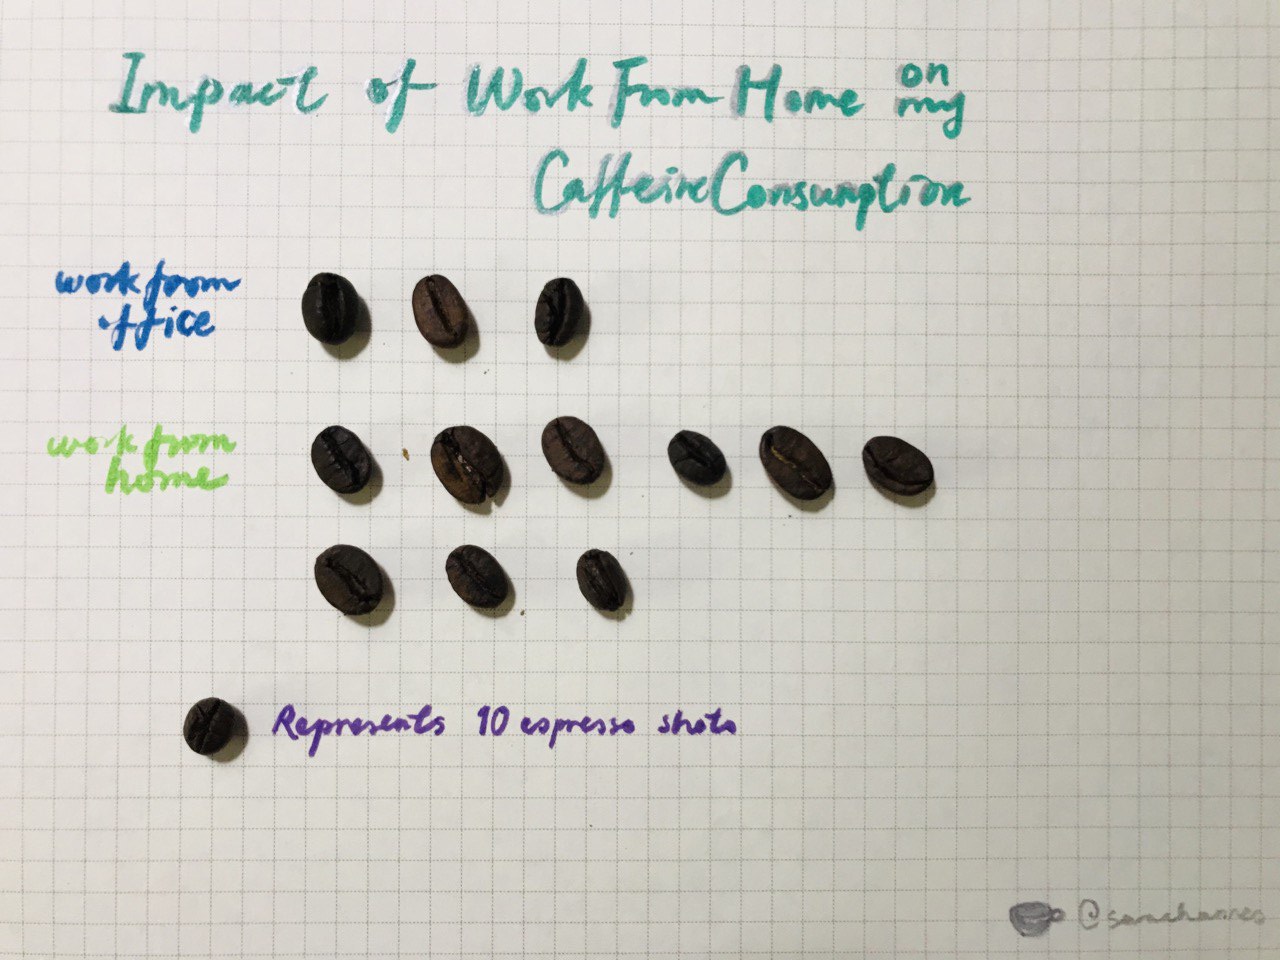 Impact of Work From Home on my
Caffeine Consumption
work from
office
work from
home
Represents 10 espresso shots